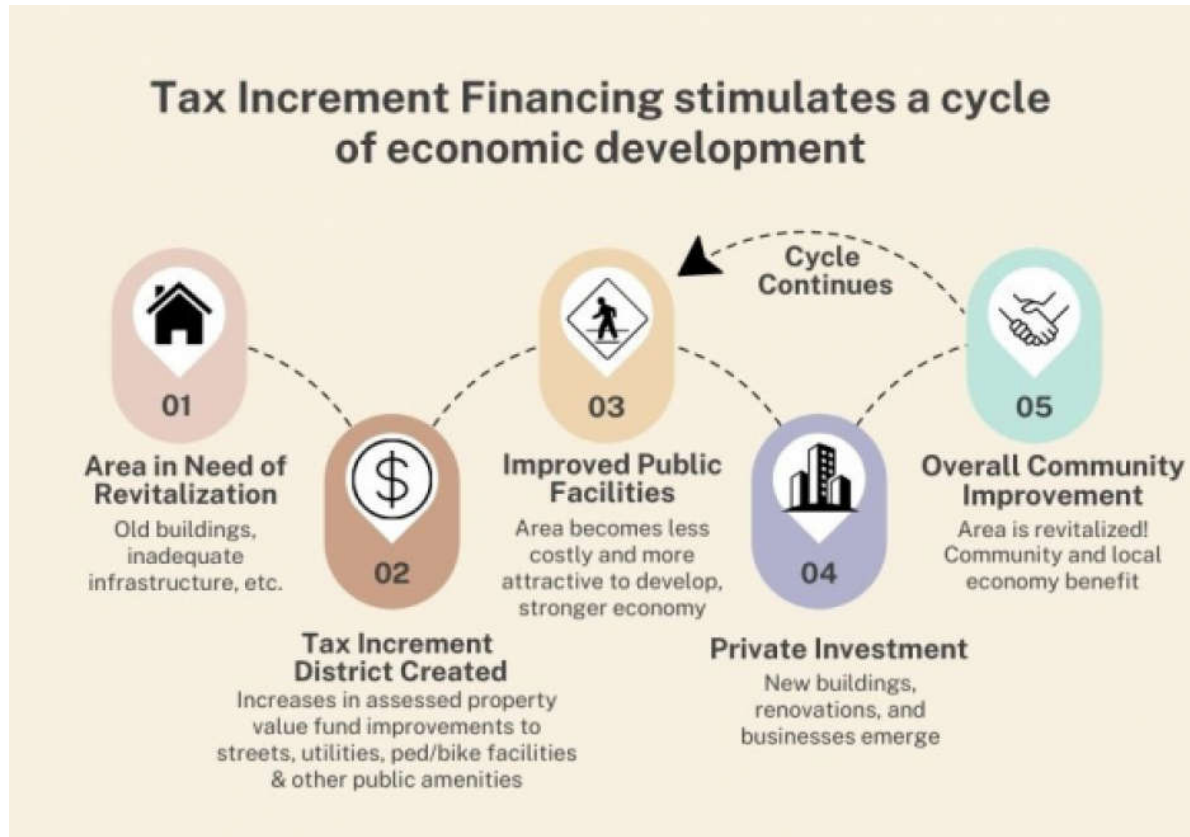 Tax Increment Financing stimulates a cycle
of economic development
Cycle
Continues
01
Area in Need of
Revitalization
Old buildings,
inadequate
infrastructure, etc.
$
02
Tax Increment
District Created
Increases in assessed property
value fund improvements to
streets, utilities, ped/bike facilities
& other public amenities
03
Improved Public
Facilities
Area becomes less
costly and more
attractive to develop,
stronger economy
04
Private Investment
New buildings,
renovations, and
businesses emerge
05
Overall Community
Improvement
Area is revitalized!
Community and local
economy benefit